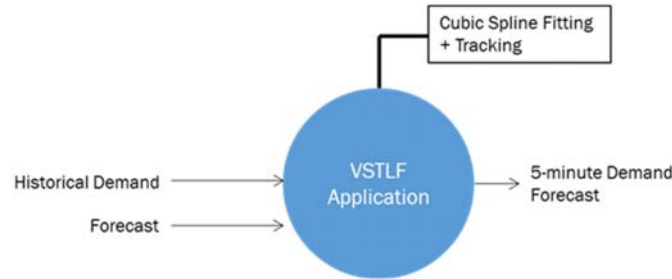 Cubic Spline Fitting
+ Tracking
VSTLF
Application
Historical Demand
Forecast
5-minute Demand
Forecast